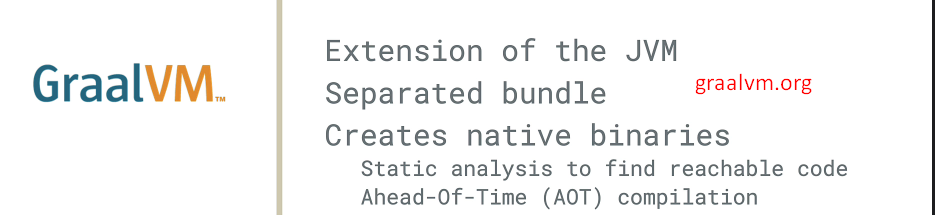 GraalVM™
Extension of the JVM
Separated bundle
graalvm.org
Creates native binaries
Static analysis to find reachable code
Ahead-Of-Time (AOT) compilation